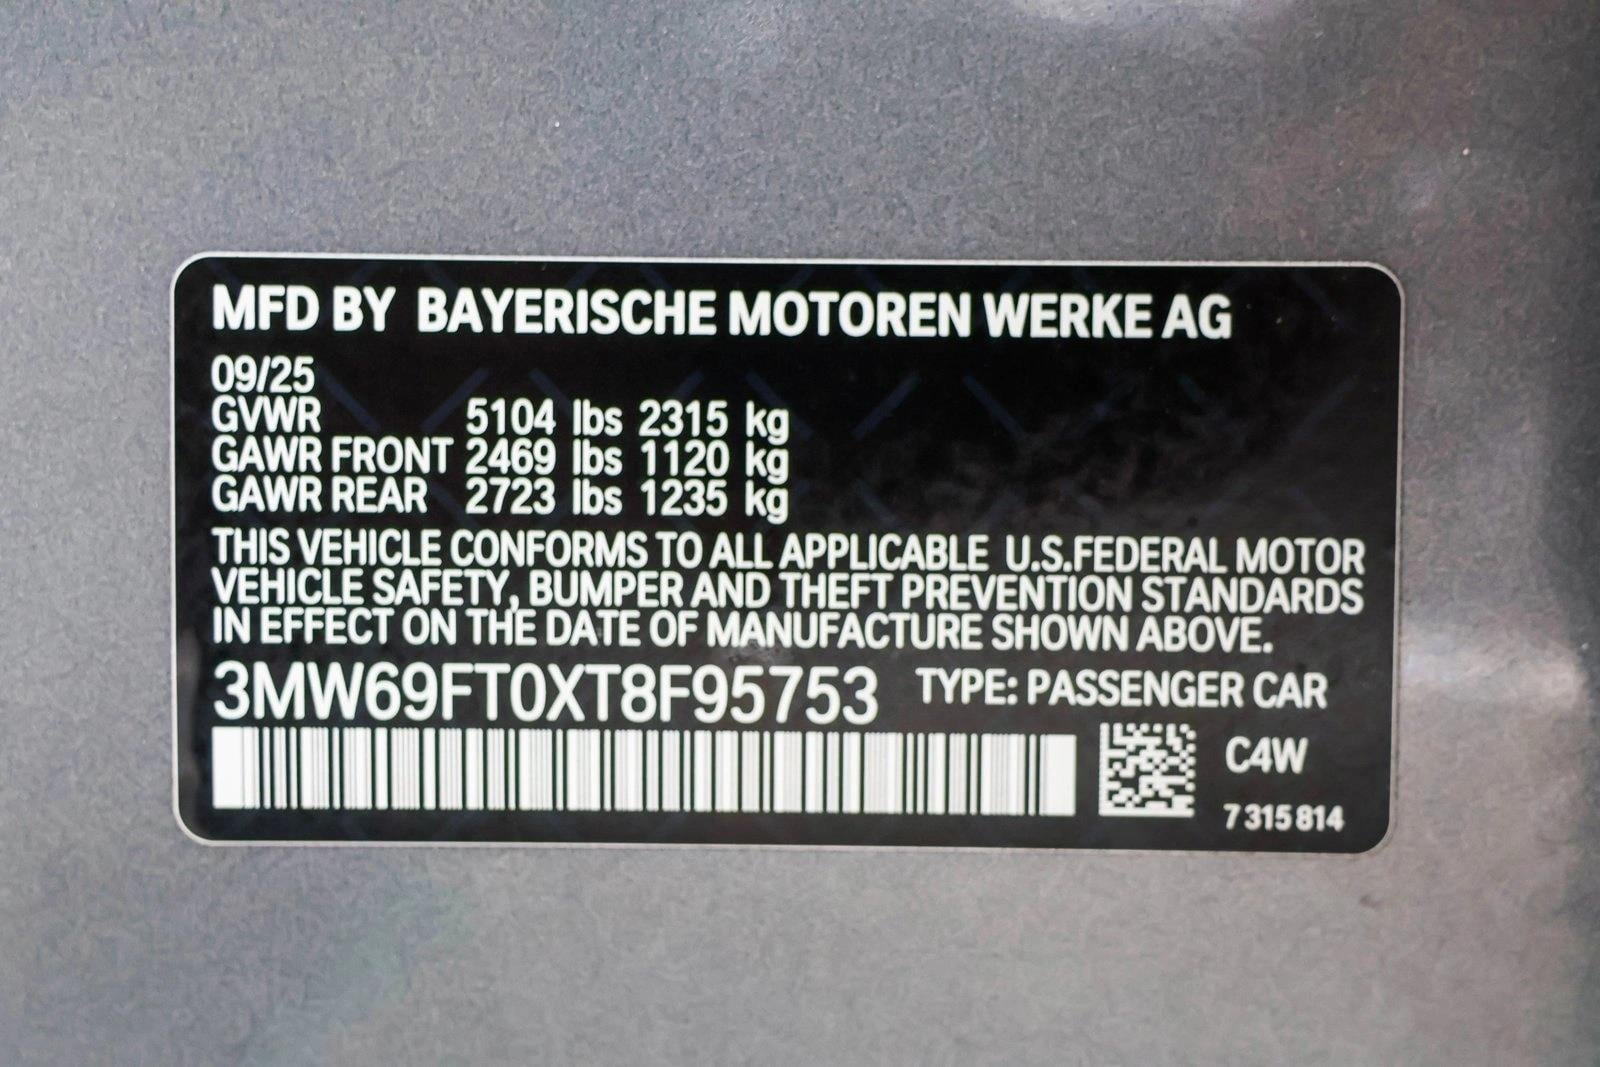 MFD BY BAYERISCHE MOTOREN WERKE AG
09/25
GVWR 5104 lbs 2315 kg
GAWR FRONT 2469 lbs 1120 kg
GAWR REAR 2723 lbs 1235 kg
THIS VEHICLE CONFORMS TO ALL APPLICABLE U.S.FEDERAL MOTOR
VEHICLE SAFETY, BUMPER AND THEFT PREVENTION STANDARDS
IN EFFECT ON THE DATE OF MANUFACTURE SHOWN ABOVE.
3MW69FT0XT8F95753 TYPE: PASSENGER CAR
C4W
7 315 814